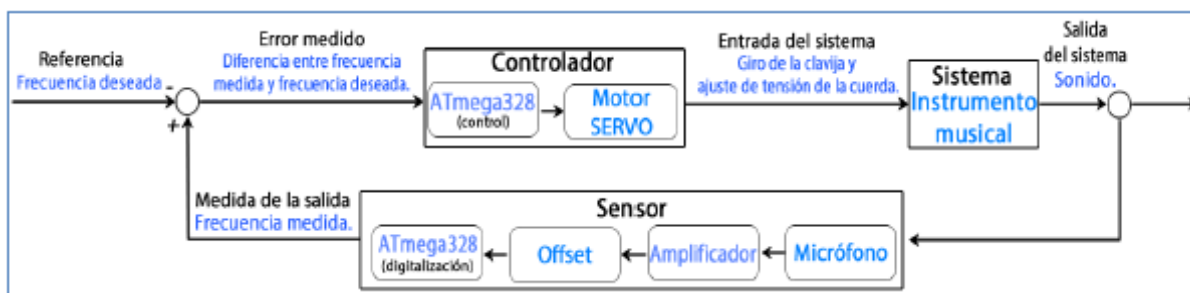 Referencia
Frecuencia deseada
-
+
Error medido
Diferencia entre frecuencia
medida y frecuencia deseada.
Controlador
ATmega328
(control)
Motor
SERVO
Entrada del sistema
Giro de la clavija y
ajuste de tensión de la cuerda.
Sistema
Instrumento
musical
Salida
del sistema
Sonido.
Medida de la salida
Frecuencia medida.
Sensor
ATmega328
(digitalización)
Offset
Amplificador
Micrófono